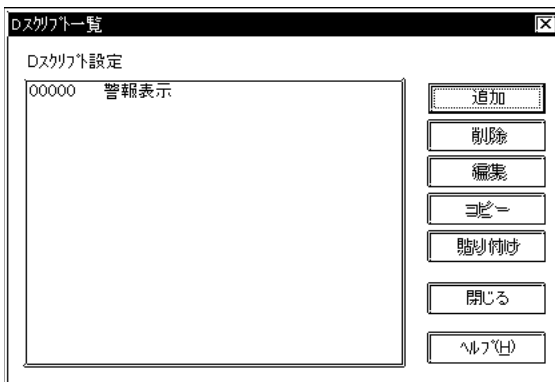 Dｽｸﾘﾌﾟﾄ一覧
Dｽｸﾘﾌﾟﾄ設定
00000 警報表示
追加
削除
編集
コピー
貼り付け
閉じる
ﾍﾙﾌﾟ(H)